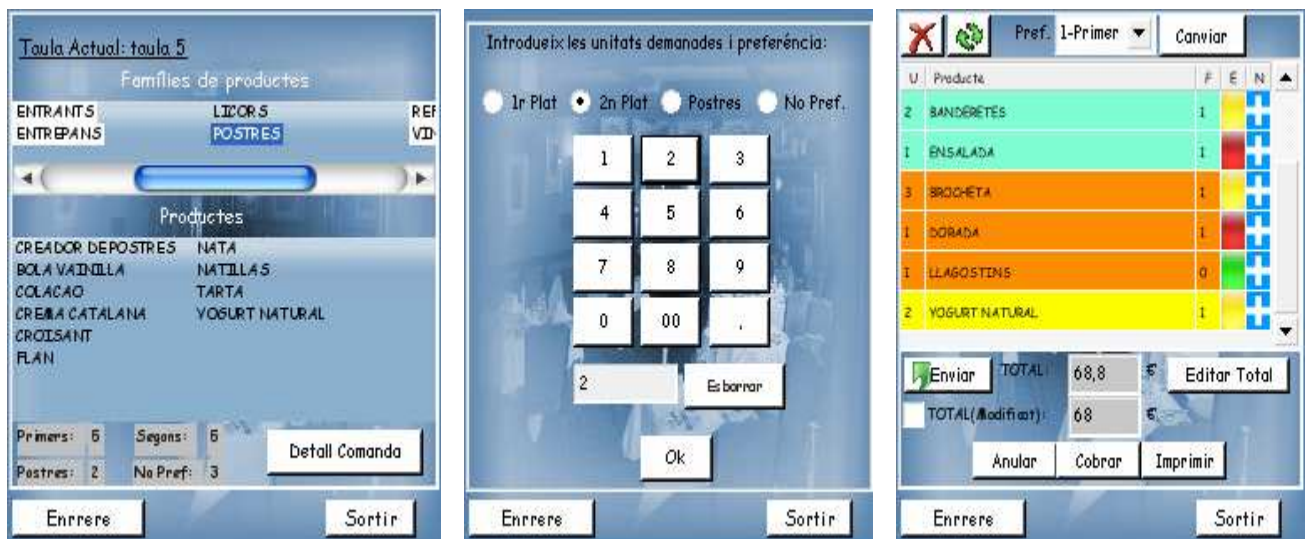 Taula Actual: taula 5
Famílies de productes
ENTRANTS LICORS REF
ENTREPANS POSTRES VIN
Productes
CREADOR DE POSTRES NATA
BOLA VAINILLA NATILLAS
COLACAO TARTA
CREMA CATALANA YOGURT NATURAL
CROISANT
FLAN
Primers: 6 Segons: 6
Postres: 2 No Pref: 3
Detall Comanda
Enrrere Sortir
Introdueix les unitats demanades i preferéncia:
1r Plat 2n Plat Postres No Pref.
1 2 3
4 5 6
7 8 9
0 00 .
2 Esborrar
Ok
Enrrere Sortir
Pref. 1-Primer Canviar
U Producte F E N
2 BANDERETES 1
1 ENSALADA 1
3 BROCHETA 1
1 DORADA 1
1 LLAGOSTINS 0
2 YOGURT NATURAL 1
Enviar TOTAL: 68,8 € Editar Total
TOTAL(Modificat): 68 €
Anular Cobrar Imprimir
Enrrere Sortir